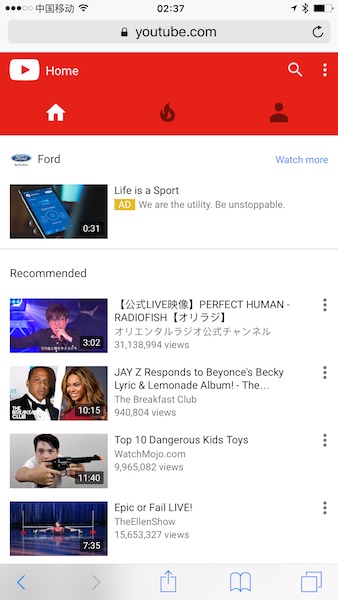 中国移动 02:37
youtube.com
Home
Ford Watch more
Life is a Sport
AD We are the utility. Be unstoppable.
0:31
Recommended
【公式LIVE映像】PERFECT HUMAN -
RADIOFISH【オリラジ】
オリエンタルラジオ公式チャンネル
31,138,994 views
3:02
JAY Z Responds to Beyonce's Becky
Lyric & Lemonade Album! - The…
The Breakfast Club
940,804 views
10:15
Top 10 Dangerous Kids Toys
WatchMojo.com
9,965,082 views
11:40
Epic or Fail LIVE!
TheEllenShow
15,653,327 views
7:35